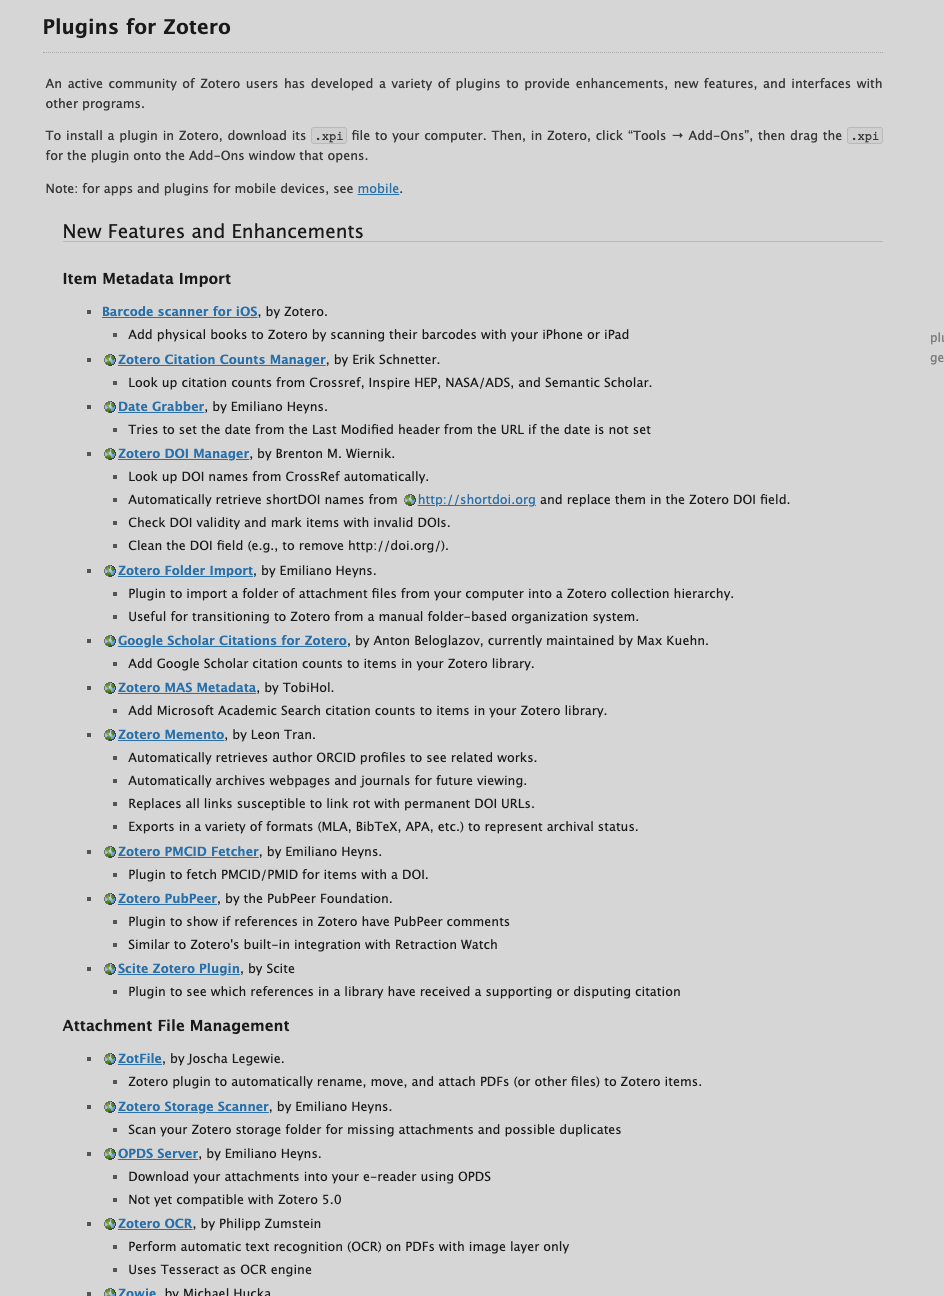 Plugins for Zotero
An active community of Zotero users has developed a variety of plugins to provide enhancements, new features, and interfaces with
other programs.
To install a plugin in Zotero, download its .xpi file to your computer. Then, in Zotero, click “Tools → Add-Ons”, then drag the .xpi
for the plugin onto the Add-Ons window that opens.
Note: for apps and plugins for mobile devices, see mobile.
New Features and Enhancements
Item Metadata Import
Barcode scanner for iOS, by Zotero.
Add physical books to Zotero by scanning their barcodes with your iPhone or iPad
Zotero Citation Counts Manager, by Erik Schnetter.
Look up citation counts from Crossref, Inspire HEP, NASA/ADS, and Semantic Scholar.
Date Grabber, by Emiliano Heyns.
Tries to set the date from the Last Modified header from the URL if the date is not set
Zotero DOI Manager, by Brenton M. Wiernik.
Look up DOI names from CrossRef automatically.
Automatically retrieve shortDOI names from http://shortdoi.org and replace them in the Zotero DOI field.
Check DOI validity and mark items with invalid DOIs.
Clean the DOI field (e.g., to remove http://doi.org/).
Zotero Folder Import, by Emiliano Heyns.
Plugin to import a folder of attachment files from your computer into a Zotero collection hierarchy.
Useful for transitioning to Zotero from a manual folder-based organization system.
Google Scholar Citations for Zotero, by Anton Beloglazov, currently maintained by Max Kuehn.
Add Google Scholar citation counts to items in your Zotero library.
Zotero MAS Metadata, by TobiHol.
Add Microsoft Academic Search citation counts to items in your Zotero library.
Zotero Memento, by Leon Tran.
Automatically retrieves author ORCID profiles to see related works.
Automatically archives webpages and journals for future viewing.
Replaces all links susceptible to link rot with permanent DOI URLs.
Exports in a variety of formats (MLA, BibTeX, APA, etc.) to represent archival status.
Zotero PMCID Fetcher, by Emiliano Heyns.
Plugin to fetch PMCID/PMID for items with a DOI.
Zotero PubPeer, by the PubPeer Foundation.
Plugin to show if references in Zotero have PubPeer comments
Similar to Zotero's built-in integration with Retraction Watch
Scite Zotero Plugin, by Scite
Plugin to see which references in a library have received a supporting or disputing citation
Attachment File Management
ZotFile, by Joscha Legewie.
Zotero plugin to automatically rename, move, and attach PDFs (or other files) to Zotero items.
Zotero Storage Scanner, by Emiliano Heyns.
Scan your Zotero storage folder for missing attachments and possible duplicates
OPDS Server, by Emiliano Heyns.
Download your attachments into your e-reader using OPDS
Not yet compatible with Zotero 5.0
Zotero OCR, by Philipp Zumstein
Perform automatic text recognition (OCR) on PDFs with image layer only
Uses Tesseract as OCR engine
Zowie, by Michael Hucka